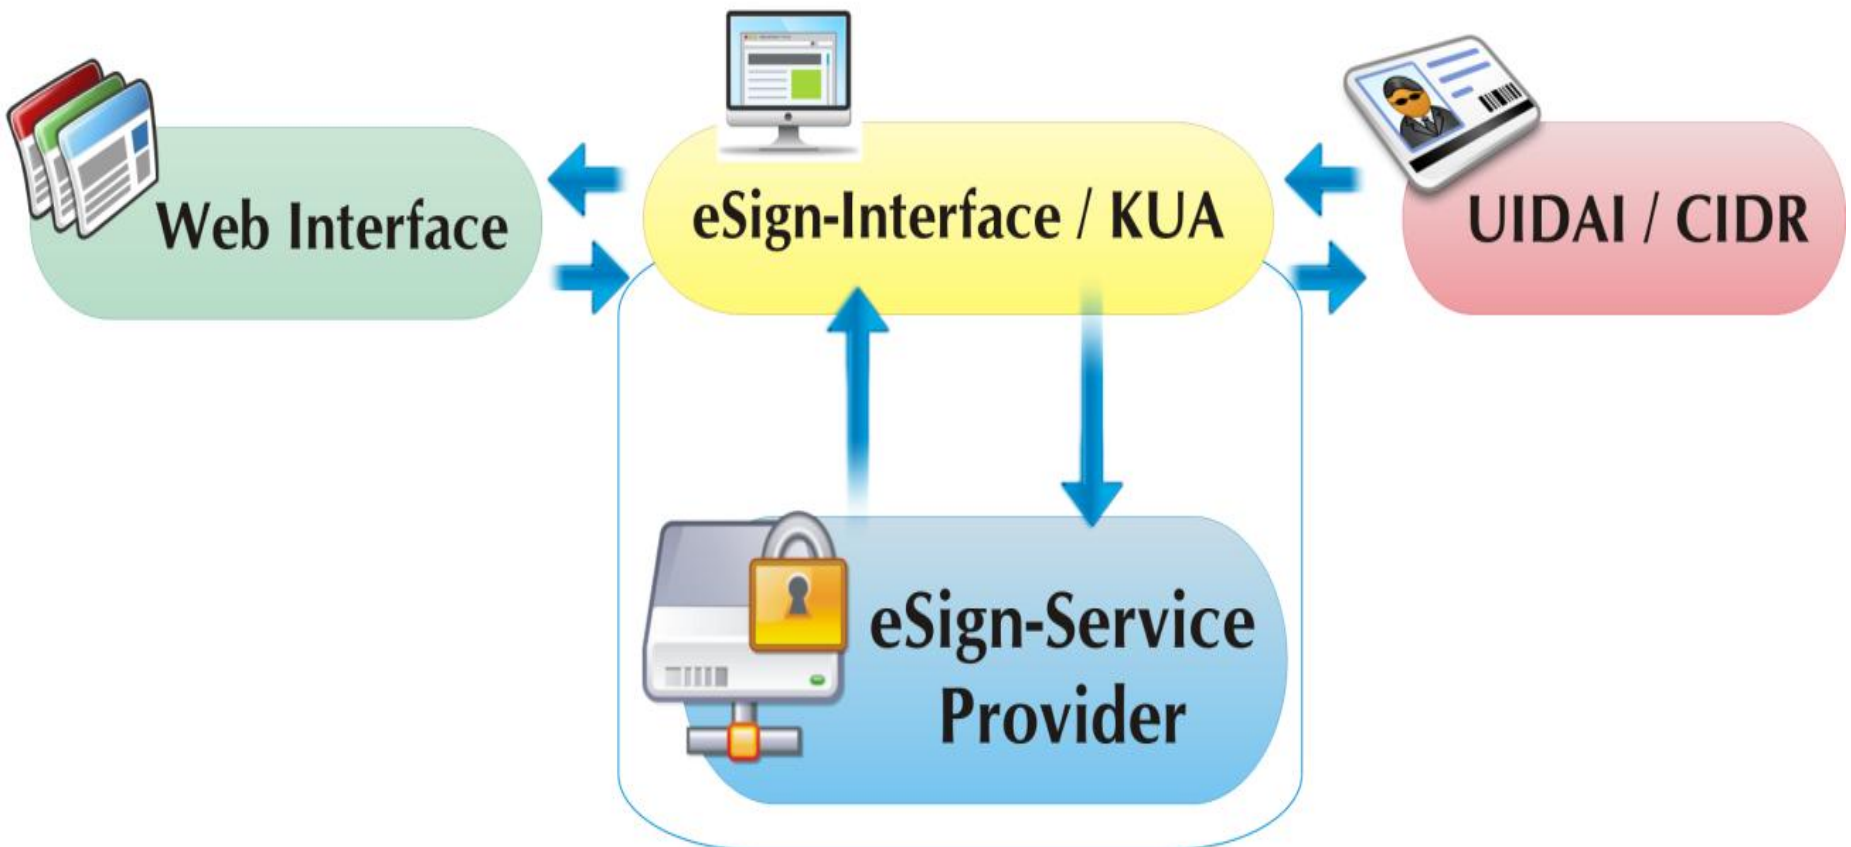 Web Interface
eSign-Interface / KUA
UIDAI / CIDR
eSign-Service
Provider